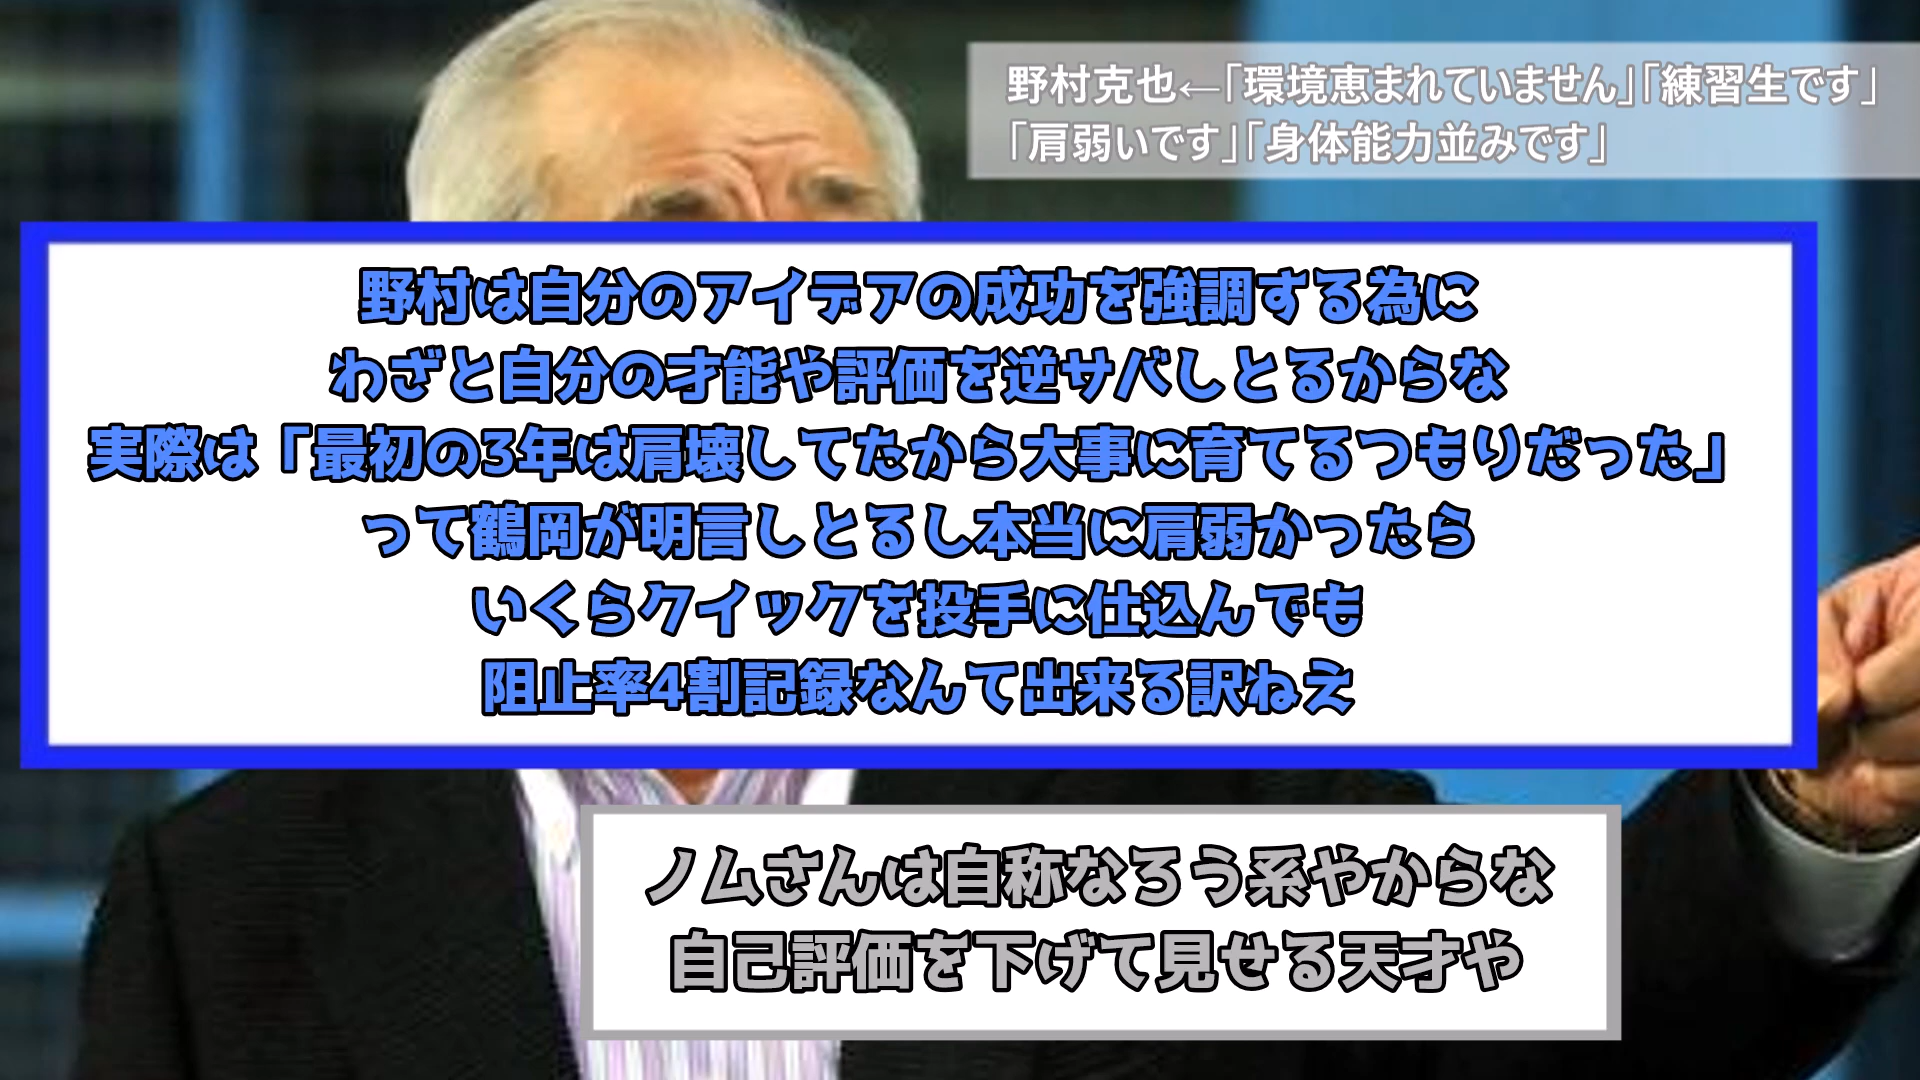 野村克也←「環境恵まれていません」「練習生です」
「肩弱いです」「身体能力並みです」
野村は自分のアイデアの成功を強調する為に
わざと自分の才能や評価を逆サバしとるからな
実際は「最初の3年は肩壊してたから大事に育てるつもりだった」
って鶴岡が明言しとるし本当に肩弱かったら
いくらクイックを投手に仕込んでも
阻止率4割記録なんて出来る訳ねえ
ノムさんは自称なろう系やからな
自己評価を下げて見せる天才や